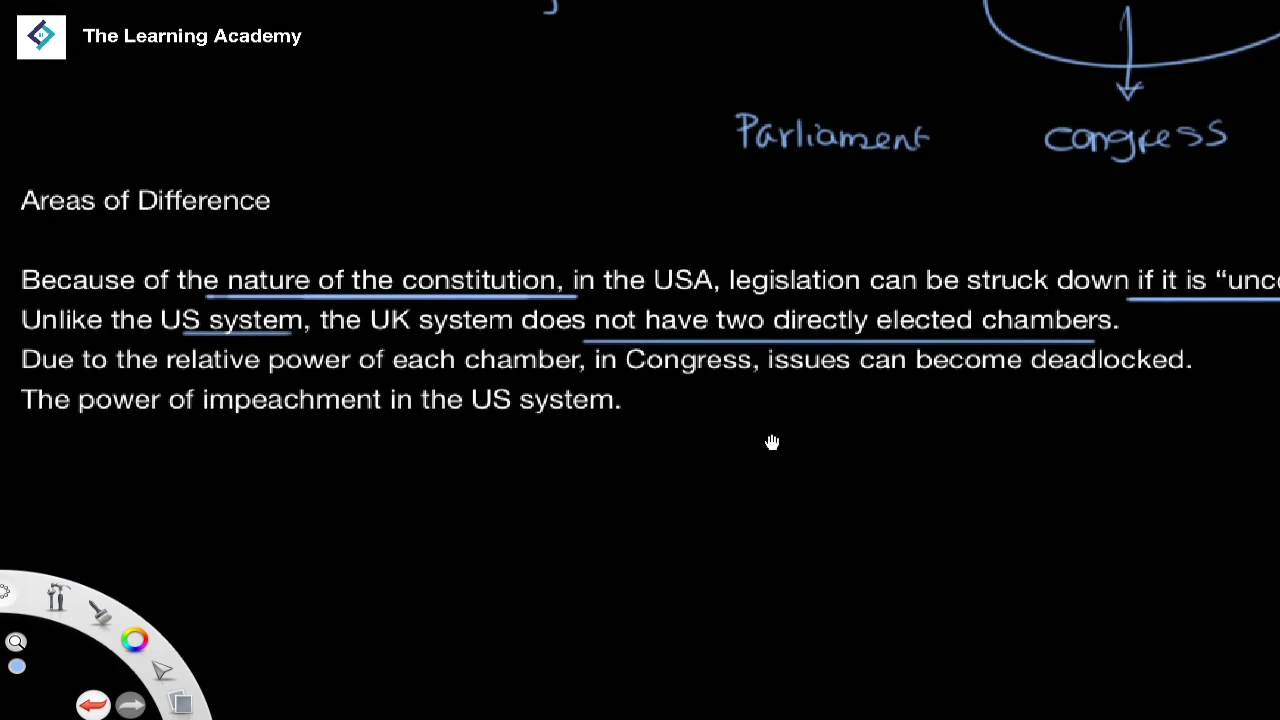 The Learning Academy
Parliament congress
Areas of Difference
Because of the nature of the constitution, in the USA, legislation can be struck down if it is “unco
Unlike the US system, the UK system does not have two directly elected chambers.
Due to the relative power of each chamber, in Congress, issues can become deadlocked.
The power of impeachment in the US system.